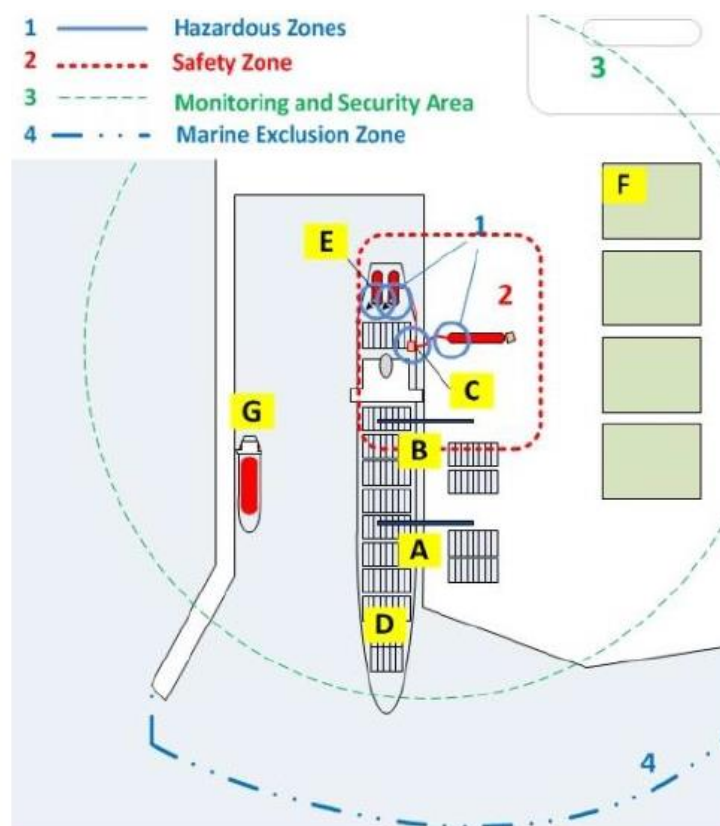 1 Hazardous Zones
2 Safety Zone
3 Monitoring and Security Area
4 Marine Exclusion Zone
3
F
E
1
2
C
G
B
A
D
4